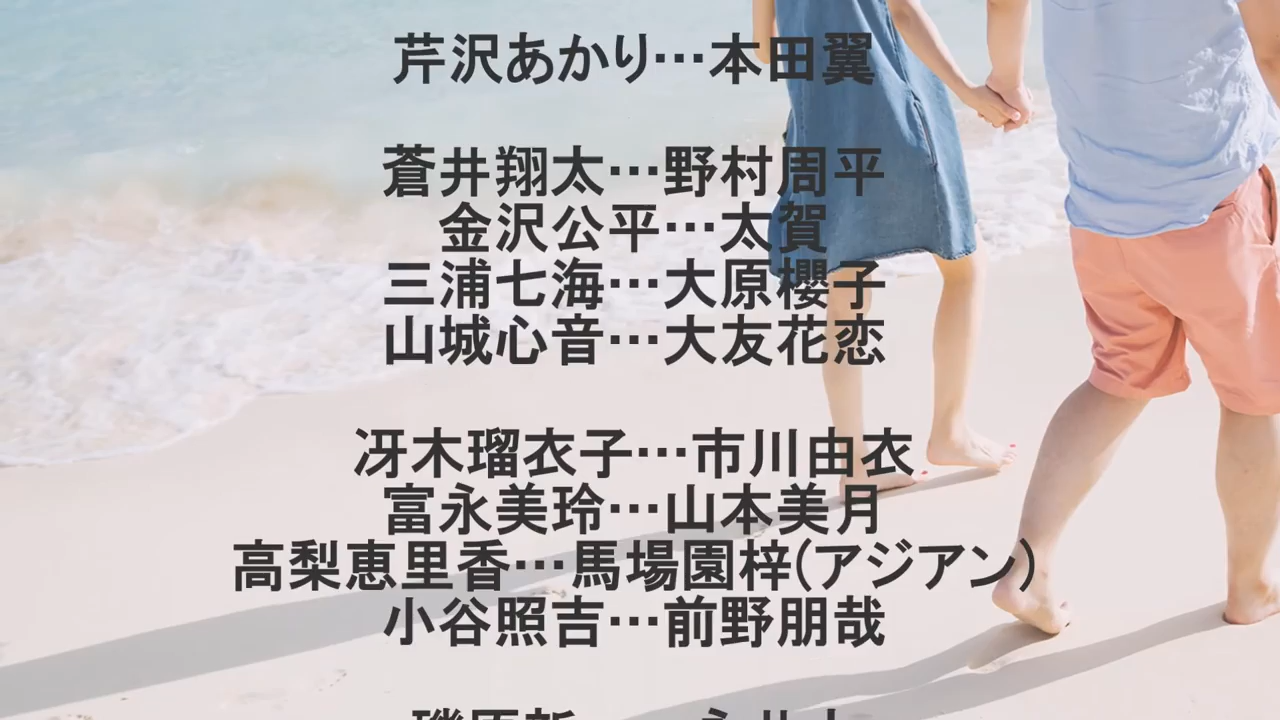 芹沢あかり…本田翼
蒼井翔太…野村周平
金沢公平…太賀
三浦七海…大原櫻子
山城心音…大友花恋
冴木瑠衣子…市川由衣
富永美玲…山本美月
高梨恵里香…馬場園梓(アジアン)
小谷照吉…前野朋哉